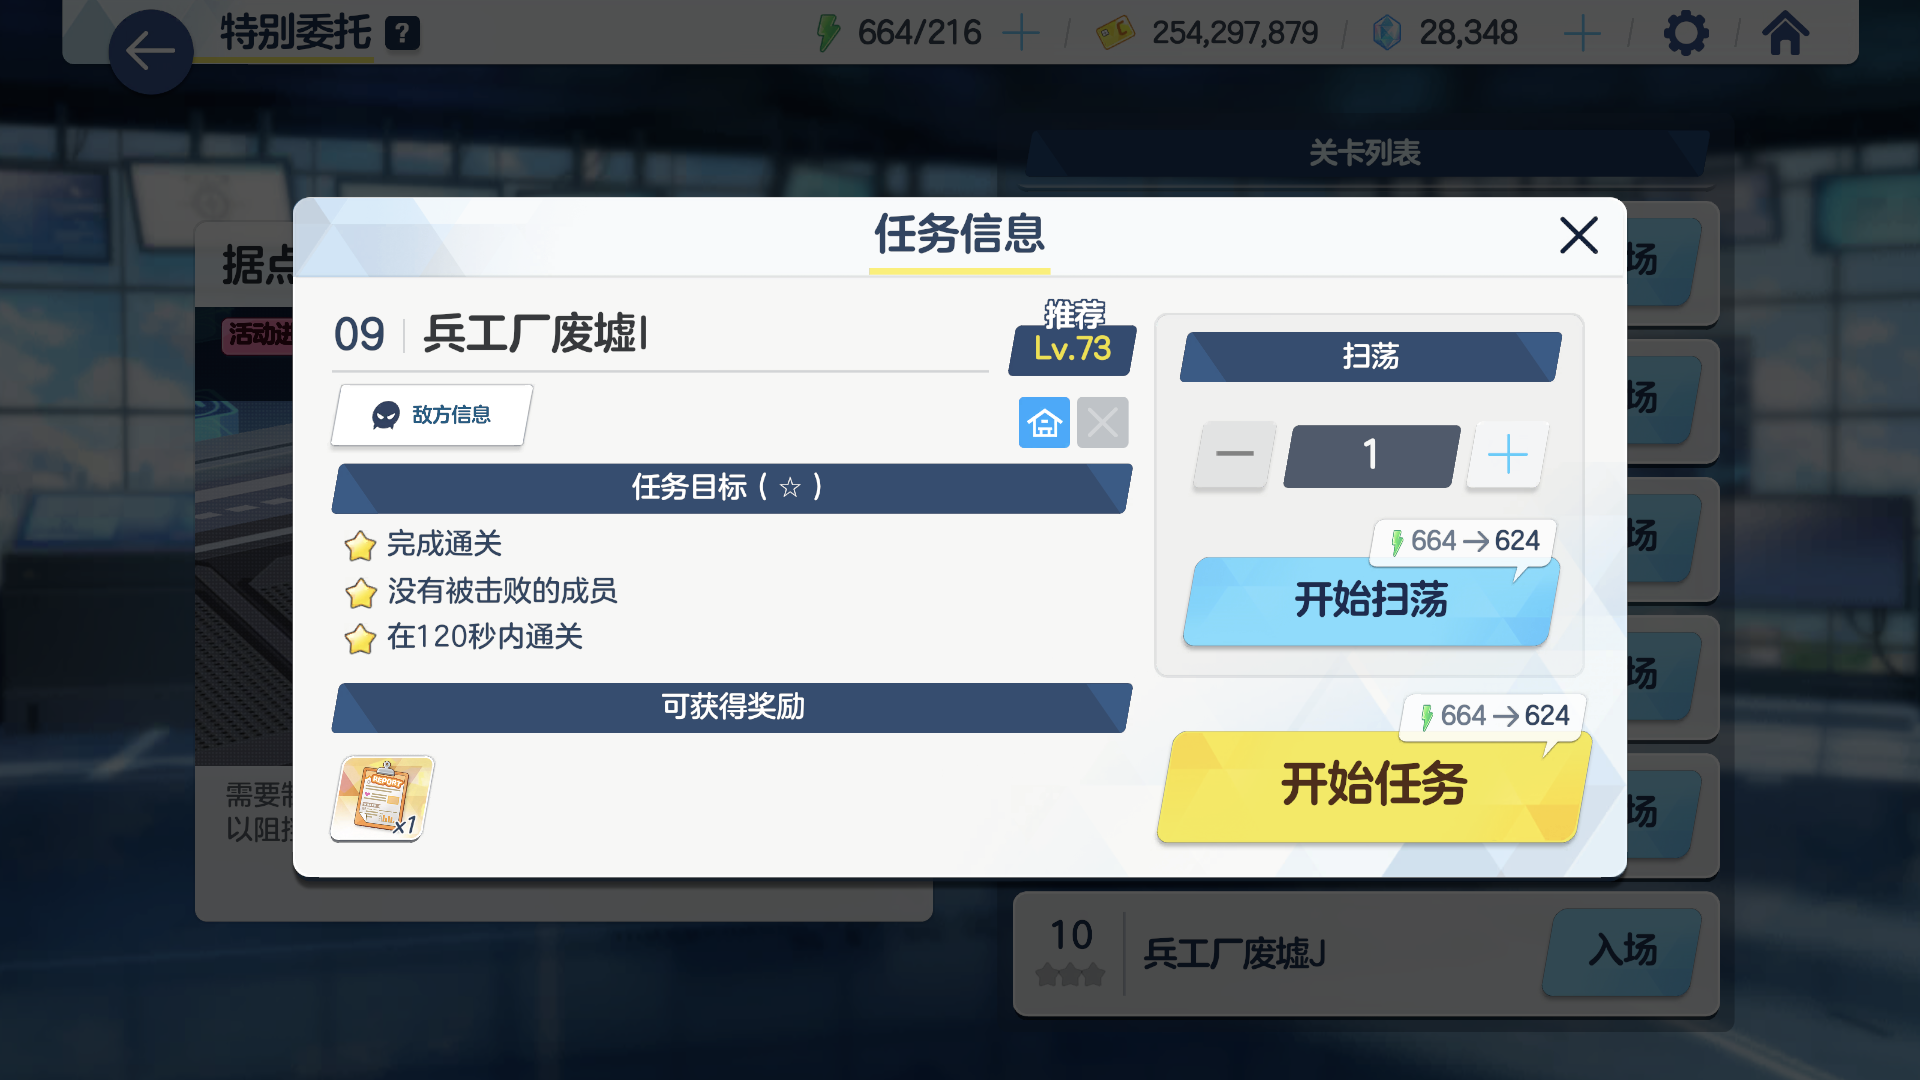 特别委托 ?
664/216
254,297,879
28,348
关卡列表
据点
活动进
任务信息
09 兵工厂废墟I
推荐
Lv.73
敌方信息
任务目标 ( ☆ )
完成通关
没有被击败的成员
在120秒内通关
可获得奖励
REPORT
x1
扫荡
1
664→624
开始扫荡
664→624
开始任务
场
场
场
场
场
需要
以阻
10
兵工厂废墟J
入场